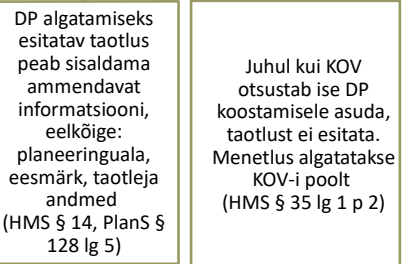 DP algatamiseks
esitatav taotlus
peab sisaldama
ammendavat
informatsiooni,
eelkõige:
planeeringuala,
eesmärk, taotleja
andmed
(HMS § 14, PlanS §
128 lg 5)
Juhul kui KOV
otsustab ise DP
koostamisele asuda,
taotlust ei esitata.
Menetlus algatatakse
KOV-i poolt
(HMS § 35 lg 1 p 2)